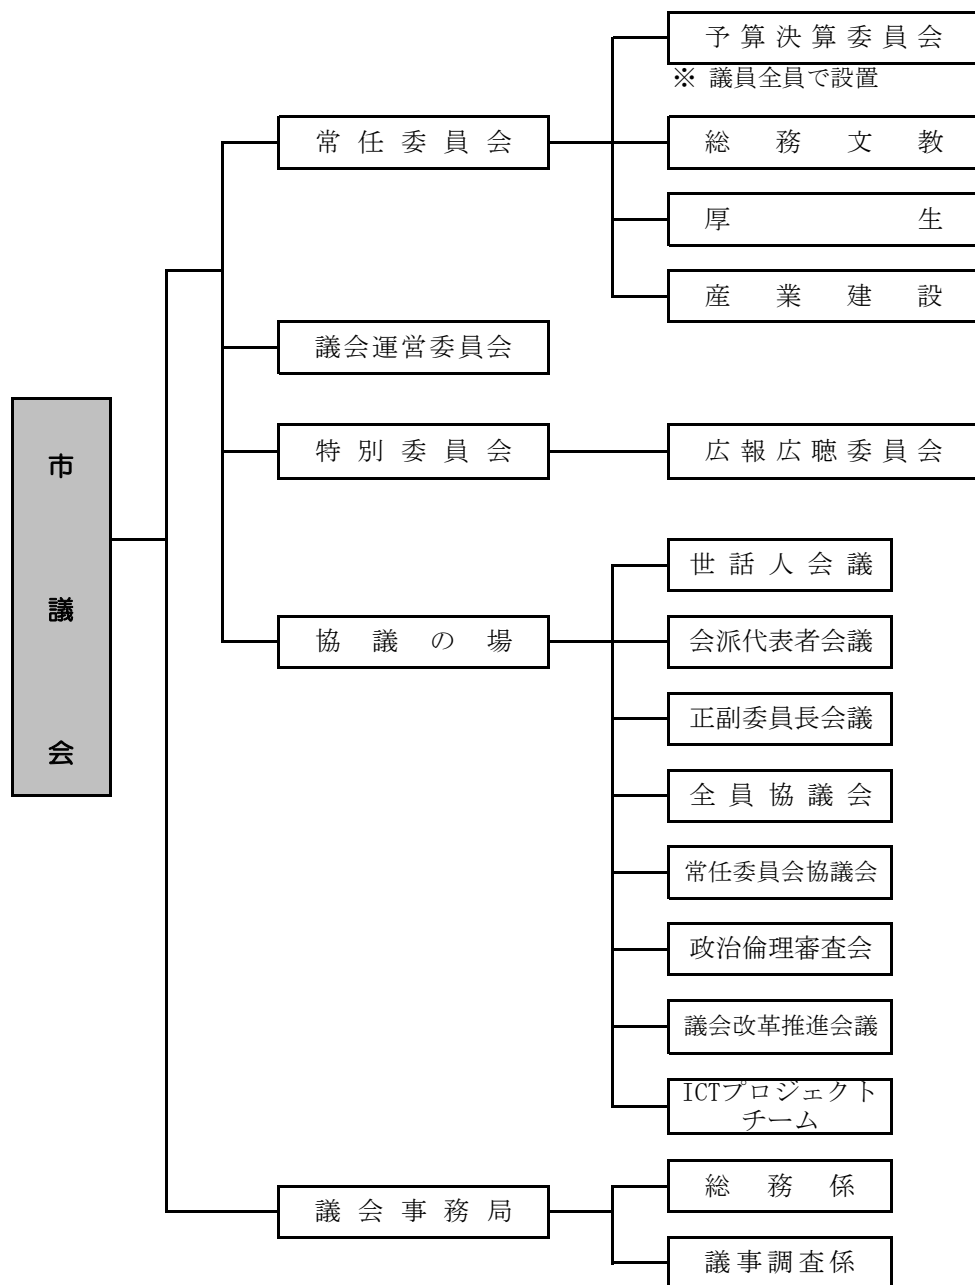 市議会
常任委員会
予算決算委員会
※ 議員全員で設置
総務文教
厚生
産業建設
議会運営委員会
特別委員会
広報広聴委員会
協議の場
世話人会議
会派代表者会議
正副委員長会議
全員協議会
常任委員会協議会
政治倫理審査会
議会改革推進会議
ICTプロジェクト
チーム
議会事務局
総務係
議事調査係